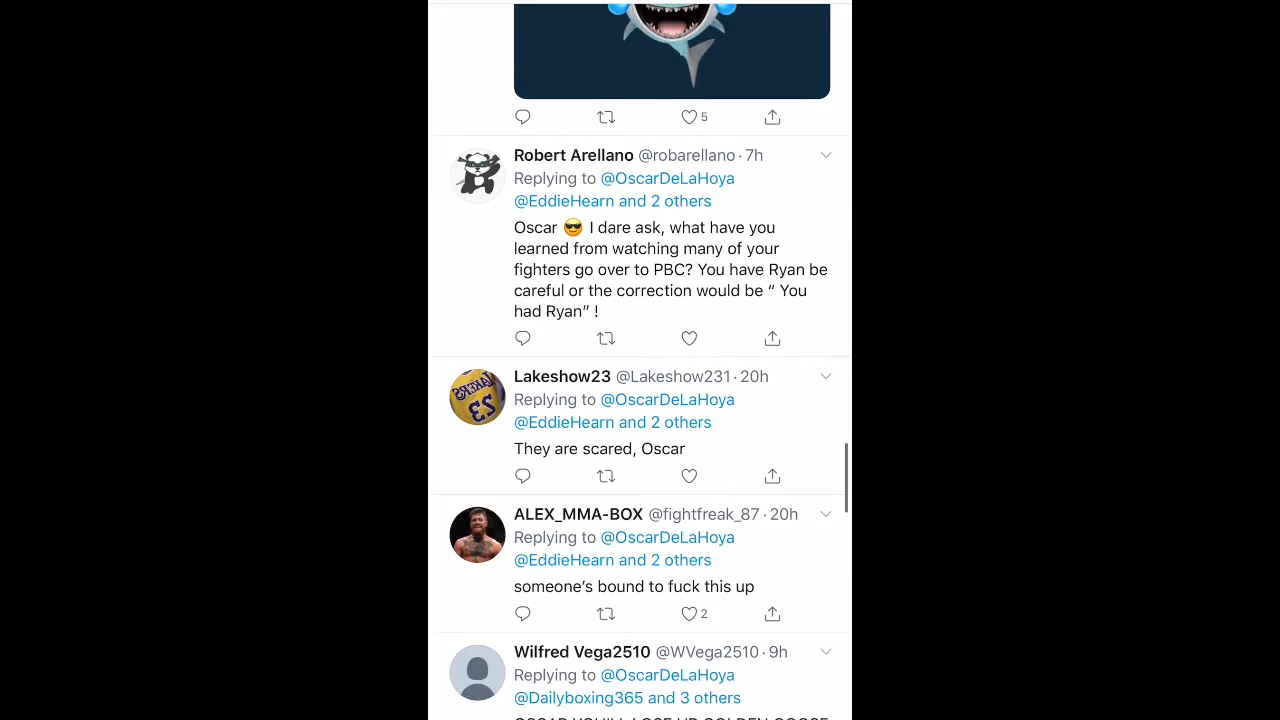 5
Robert Arellano @robarellano · 7h
Replying to @OscarDeLaHoya
@EddieHearn and 2 others
Oscar 😎 I dare ask, what have you
learned from watching many of your
fighters go over to PBC? You have Ryan be
careful or the correction would be “ You
had Ryan” !
LAKERS
23
Lakeshow23 @Lakeshow231 · 20h
Replying to @OscarDeLaHoya
@EddieHearn and 2 others
They are scared, Oscar
ALEX_MMA-BOX @fightfreak_87 · 20h
Replying to @OscarDeLaHoya
@EddieHearn and 2 others
someone’s bound to fuck this up
2
Wilfred Vega2510 @WVega2510 · 9h
Replying to @OscarDeLaHoya
@Dailyboxing365 and 3 others